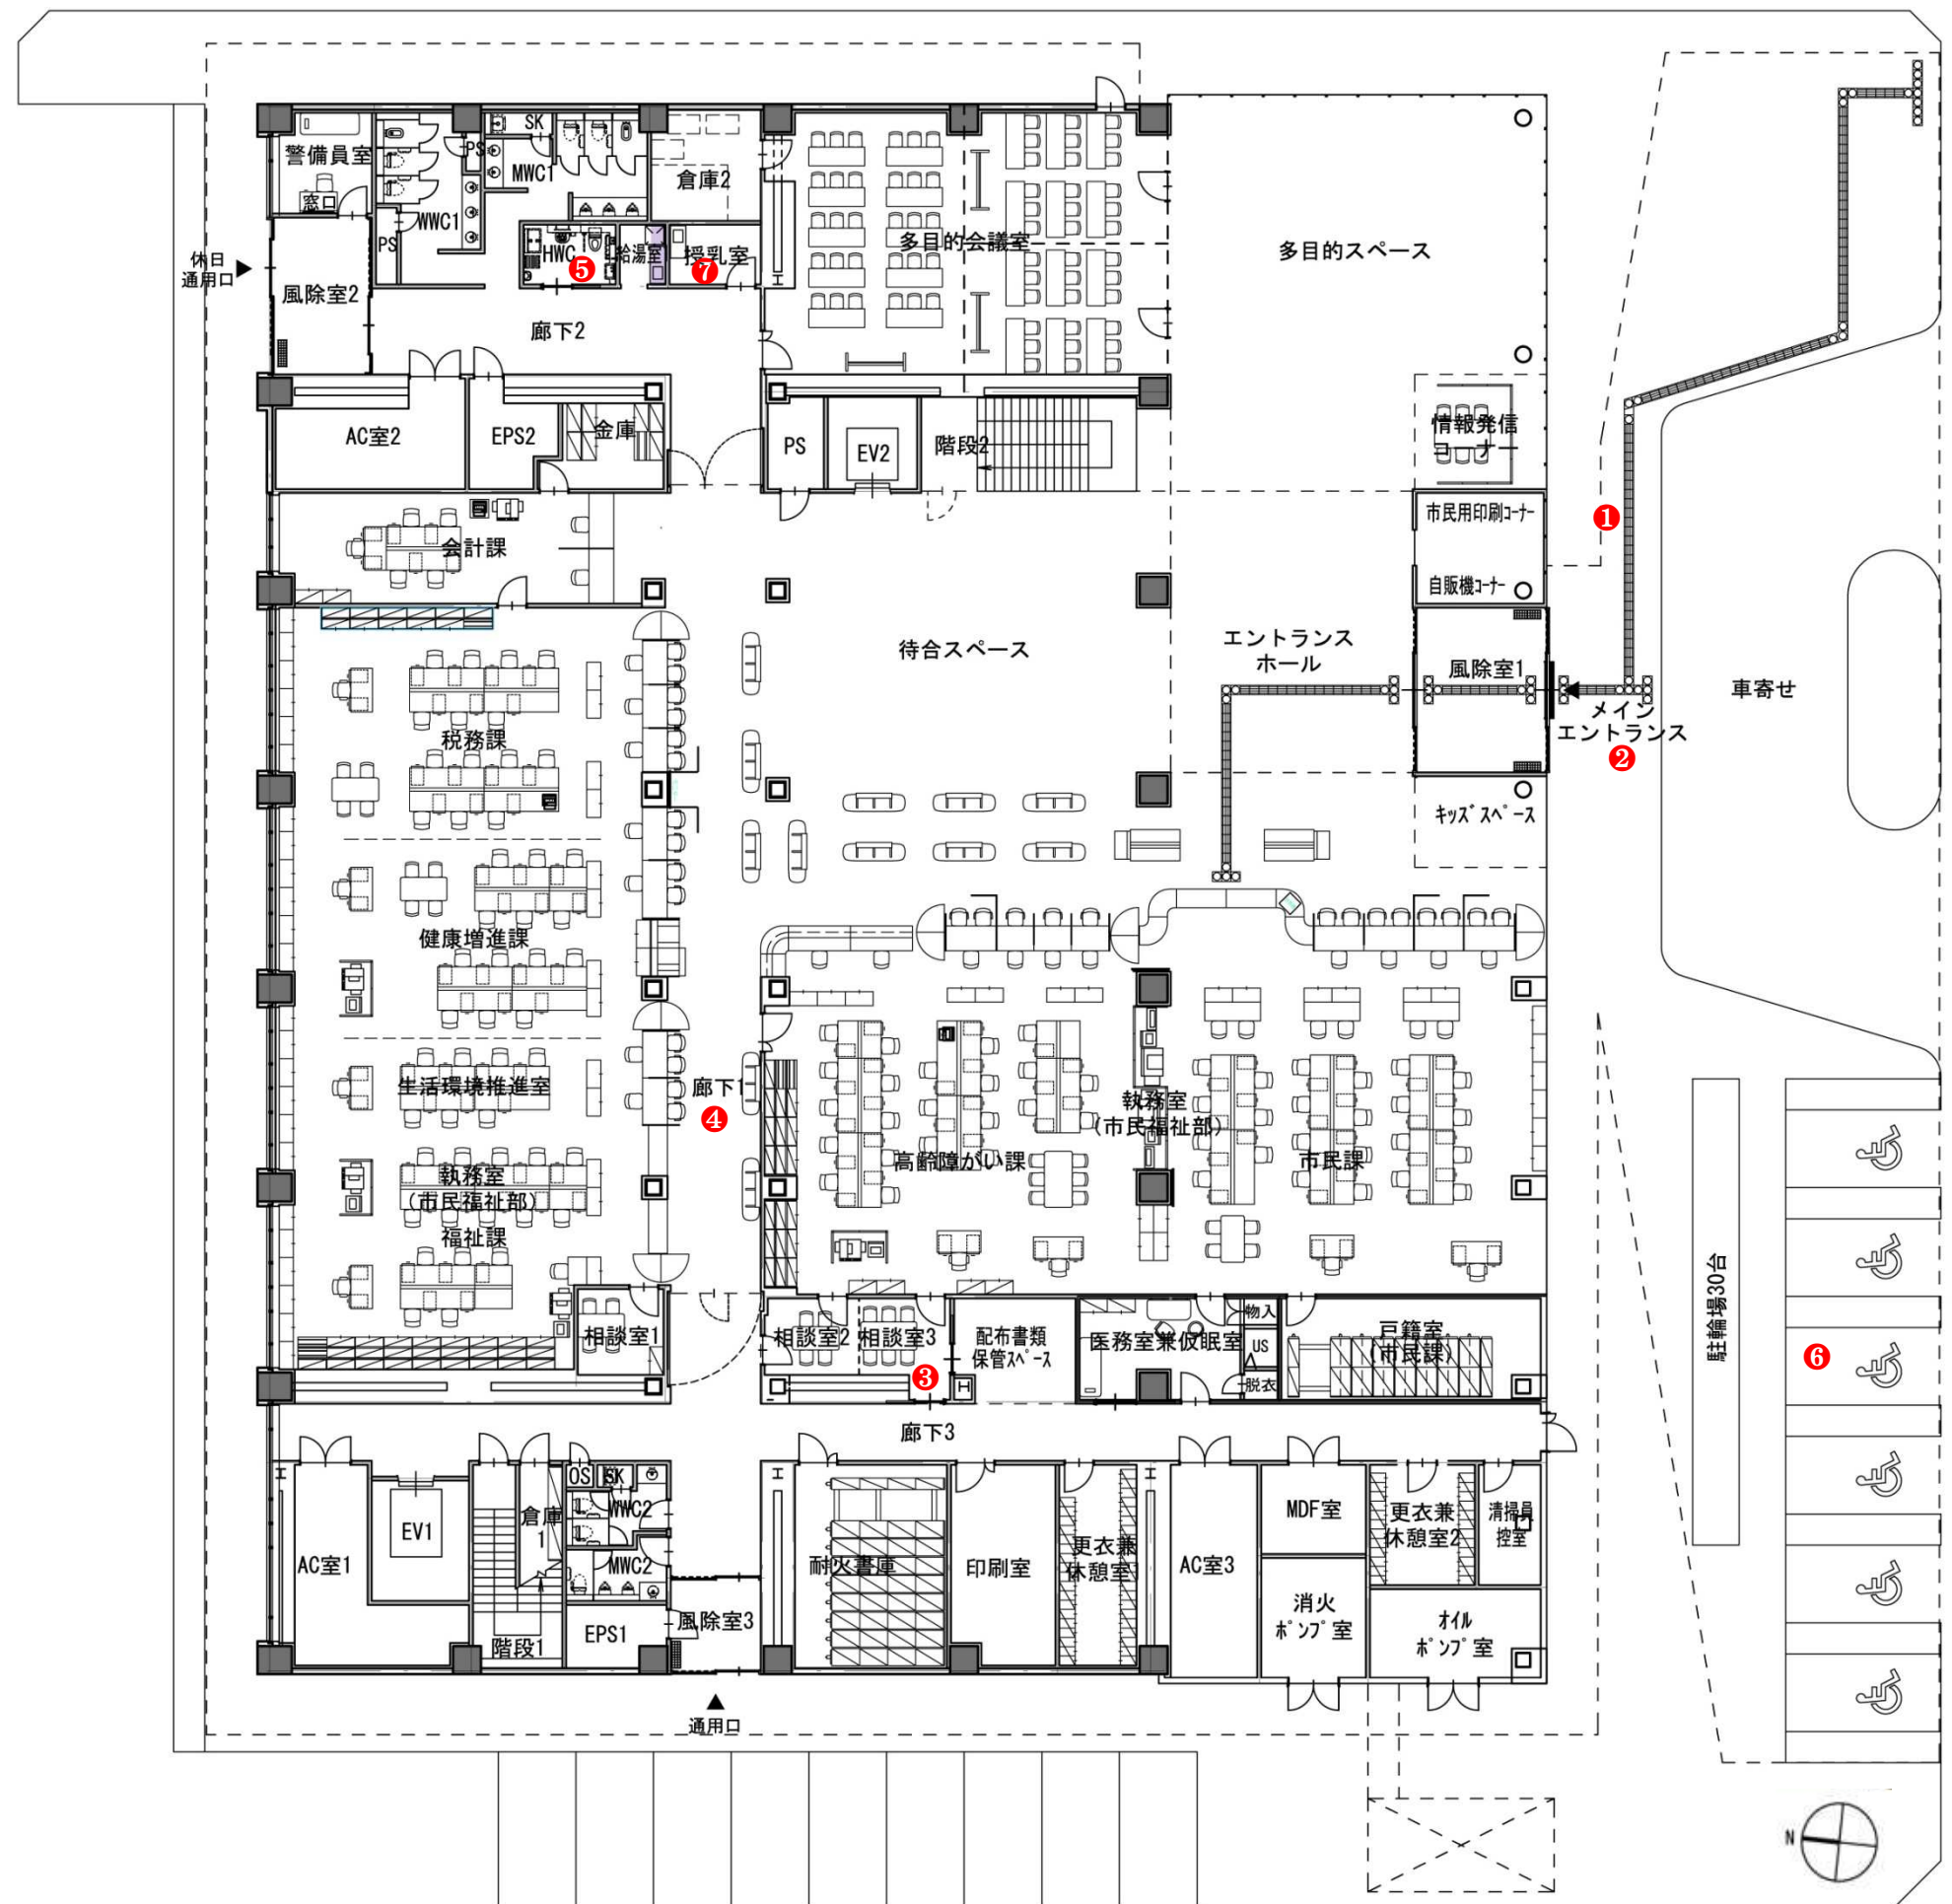 SK
警備員室
PS
MWC1
倉庫2
窓口
WWC1
PS
多目的会議室
多目的スペース
HWC
給湯室
授乳室
❺
❼
休日
通用口
風除室2
廊下2
情報発信
コーナー
AC室2
EPS2
金庫
PS
EV2
階段2
市民用印刷ｺｰﾅｰ
❶
会計課
自販機ｺｰﾅｰ
待合スペース
エントランス
ホール
風除室1
車寄せ
メイン
エントランス
❷
税務課
ｷｯｽﾞｽﾍﾟｰｽ
健康増進課
生活環境推進室
廊下1
❹
執務室
(市民福祉部)
高齢障がい課
市民課
執務室
(市民福祉部)
福祉課
駐輪場30台
❻
相談室1
相談室2
相談室3
❸
配布書類
保管ｽﾍﾟｰｽ
医務室兼仮眠室
物入
US
脱衣
戸籍室
(市民課)
廊下3
OS
SK
WWC2
倉庫
1
EV1
AC室1
MWC2
耐火書庫
印刷室
更衣兼
休憩室1
AC室3
MDF室
更衣兼
休憩室2
清掃員
控室
消火
ﾎﾟﾝﾌﾟ室
ｵｲﾙ
ﾎﾟﾝﾌﾟ室
階段1
EPS1
風除室3
通用口
N